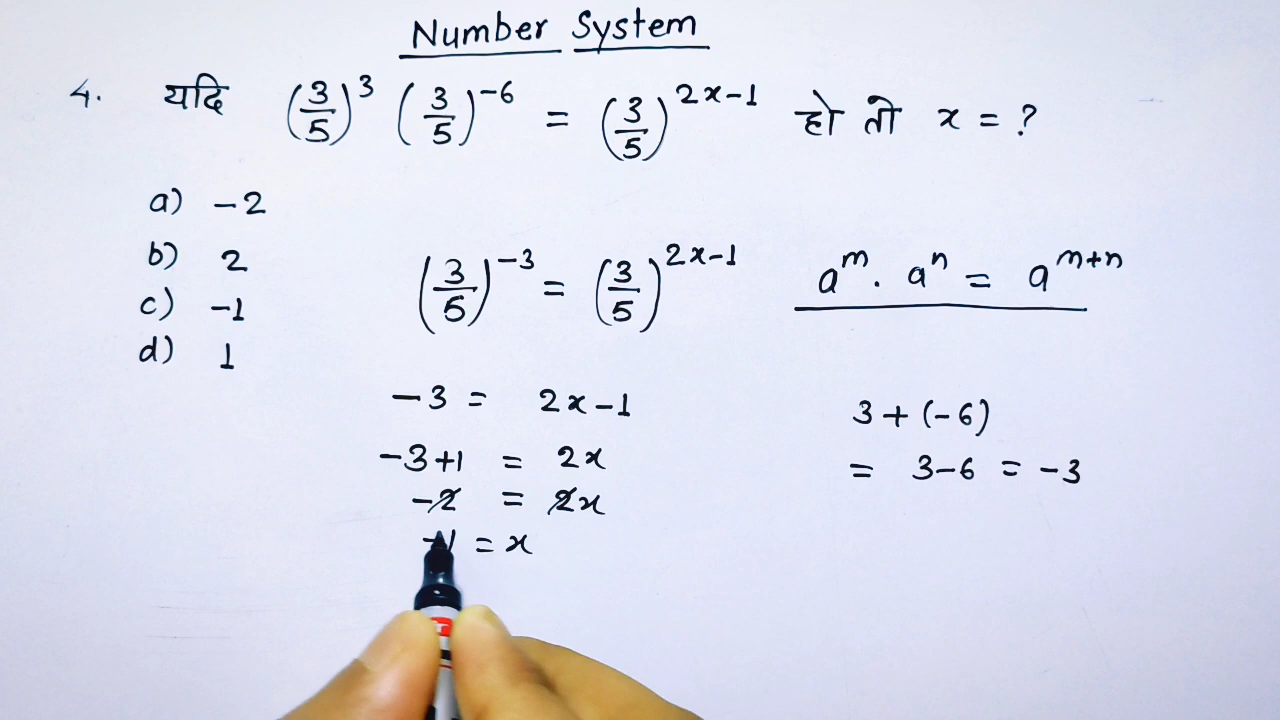 Number System
4. यदि (3/5)^3 (3/5)^-6 = (3/5)^2x-1 हो तो x = ?
a) -2
b) 2
c) -1
d) 1
(3/5)^-3 = (3/5)^2x-1
a^m . a^n = a^m+n
-3 = 2x-1
-3+1 = 2x
-2 = 2x
-1 = x
3+(-6)
= 3-6 = -3